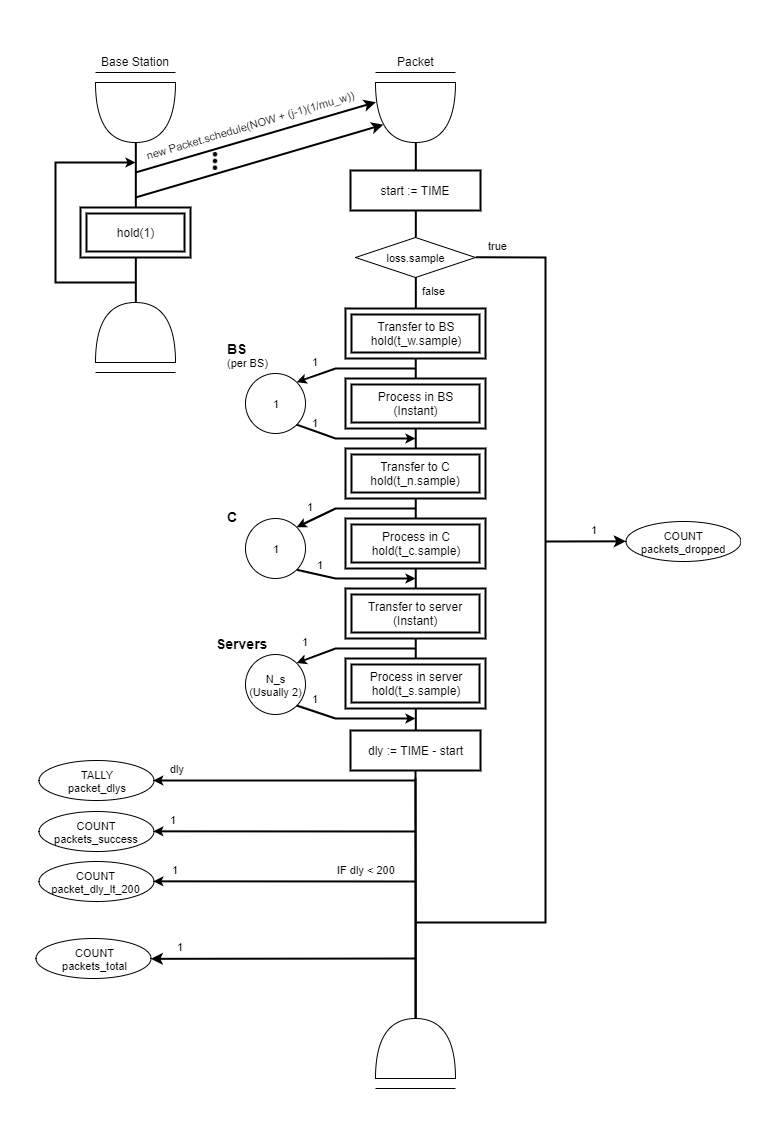 Base Station
Packet
new Packet.schedule(NOW + (j-1)(1/mu_w))
start := TIME
hold(1)
loss.sample
true
false
Transfer to BS
hold(t_w.sample)
BS
(per BS)
1
1
Process in BS
(Instant)
1
Transfer to C
hold(t_n.sample)
C
1
1
Process in C
hold(t_c.sample)
1
1
COUNT
packets_dropped
Transfer to server
(Instant)
Servers
1
N_s
(Usually 2)
Process in server
hold(t_s.sample)
1
dly := TIME - start
TALLY
packet_dlys
dly
COUNT
packets_success
1
COUNT
packet_dly_lt_200
1
IF dly < 200
COUNT
packets_total
1